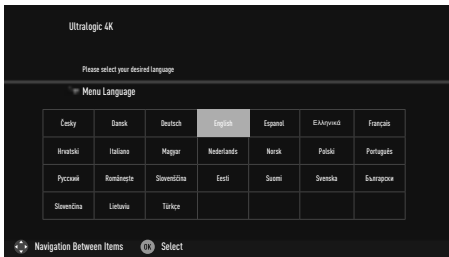 Ultralogic 4K
Please select your desired language
Menu Language
Česky Dansk Deutsch English Espanol Ελληνικά Français
Hrvatski Italiano Magyar Nederlands Norsk Polski Português
Русский Românește Slovenščina Eesti Suomi Svenska Български
Slovenčina Lietuviu Türkçe
Navigation Between Items OK Select